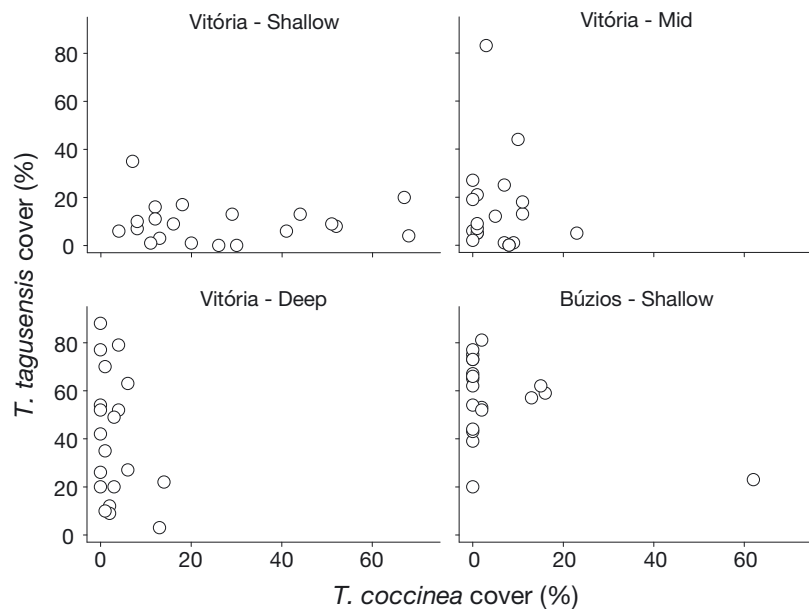 Vitória - Shallow
Vitória - Mid
80
60
40
20
0
T. tagusensis cover (%)
Vitória - Deep
Búzios - Shallow
80
60
40
20
0
0 20 40 60
0 20 40 60
T. coccinea cover (%)